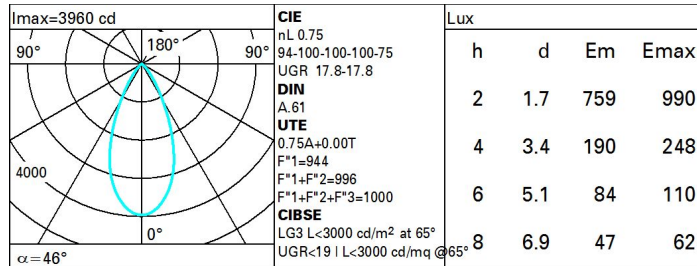 Imax=3960 cd
90° 180° 90°
4000
0°
α=46°
CIE
nL 0.75
94-100-100-100-75
UGR 17.8-17.8
DIN
A.61
UTE
0.75A+0.00T
F"1=944
F"1+F"2=996
F"1+F"2+F"3=1000
CIBSE
LG3 L<3000 cd/m² at 65°
UGR<19 | L<3000 cd/mq @65°
Lux
h d Em Emax
2 1.7 759 990
4 3.4 190 248
6 5.1 84 110
8 6.9 47 62